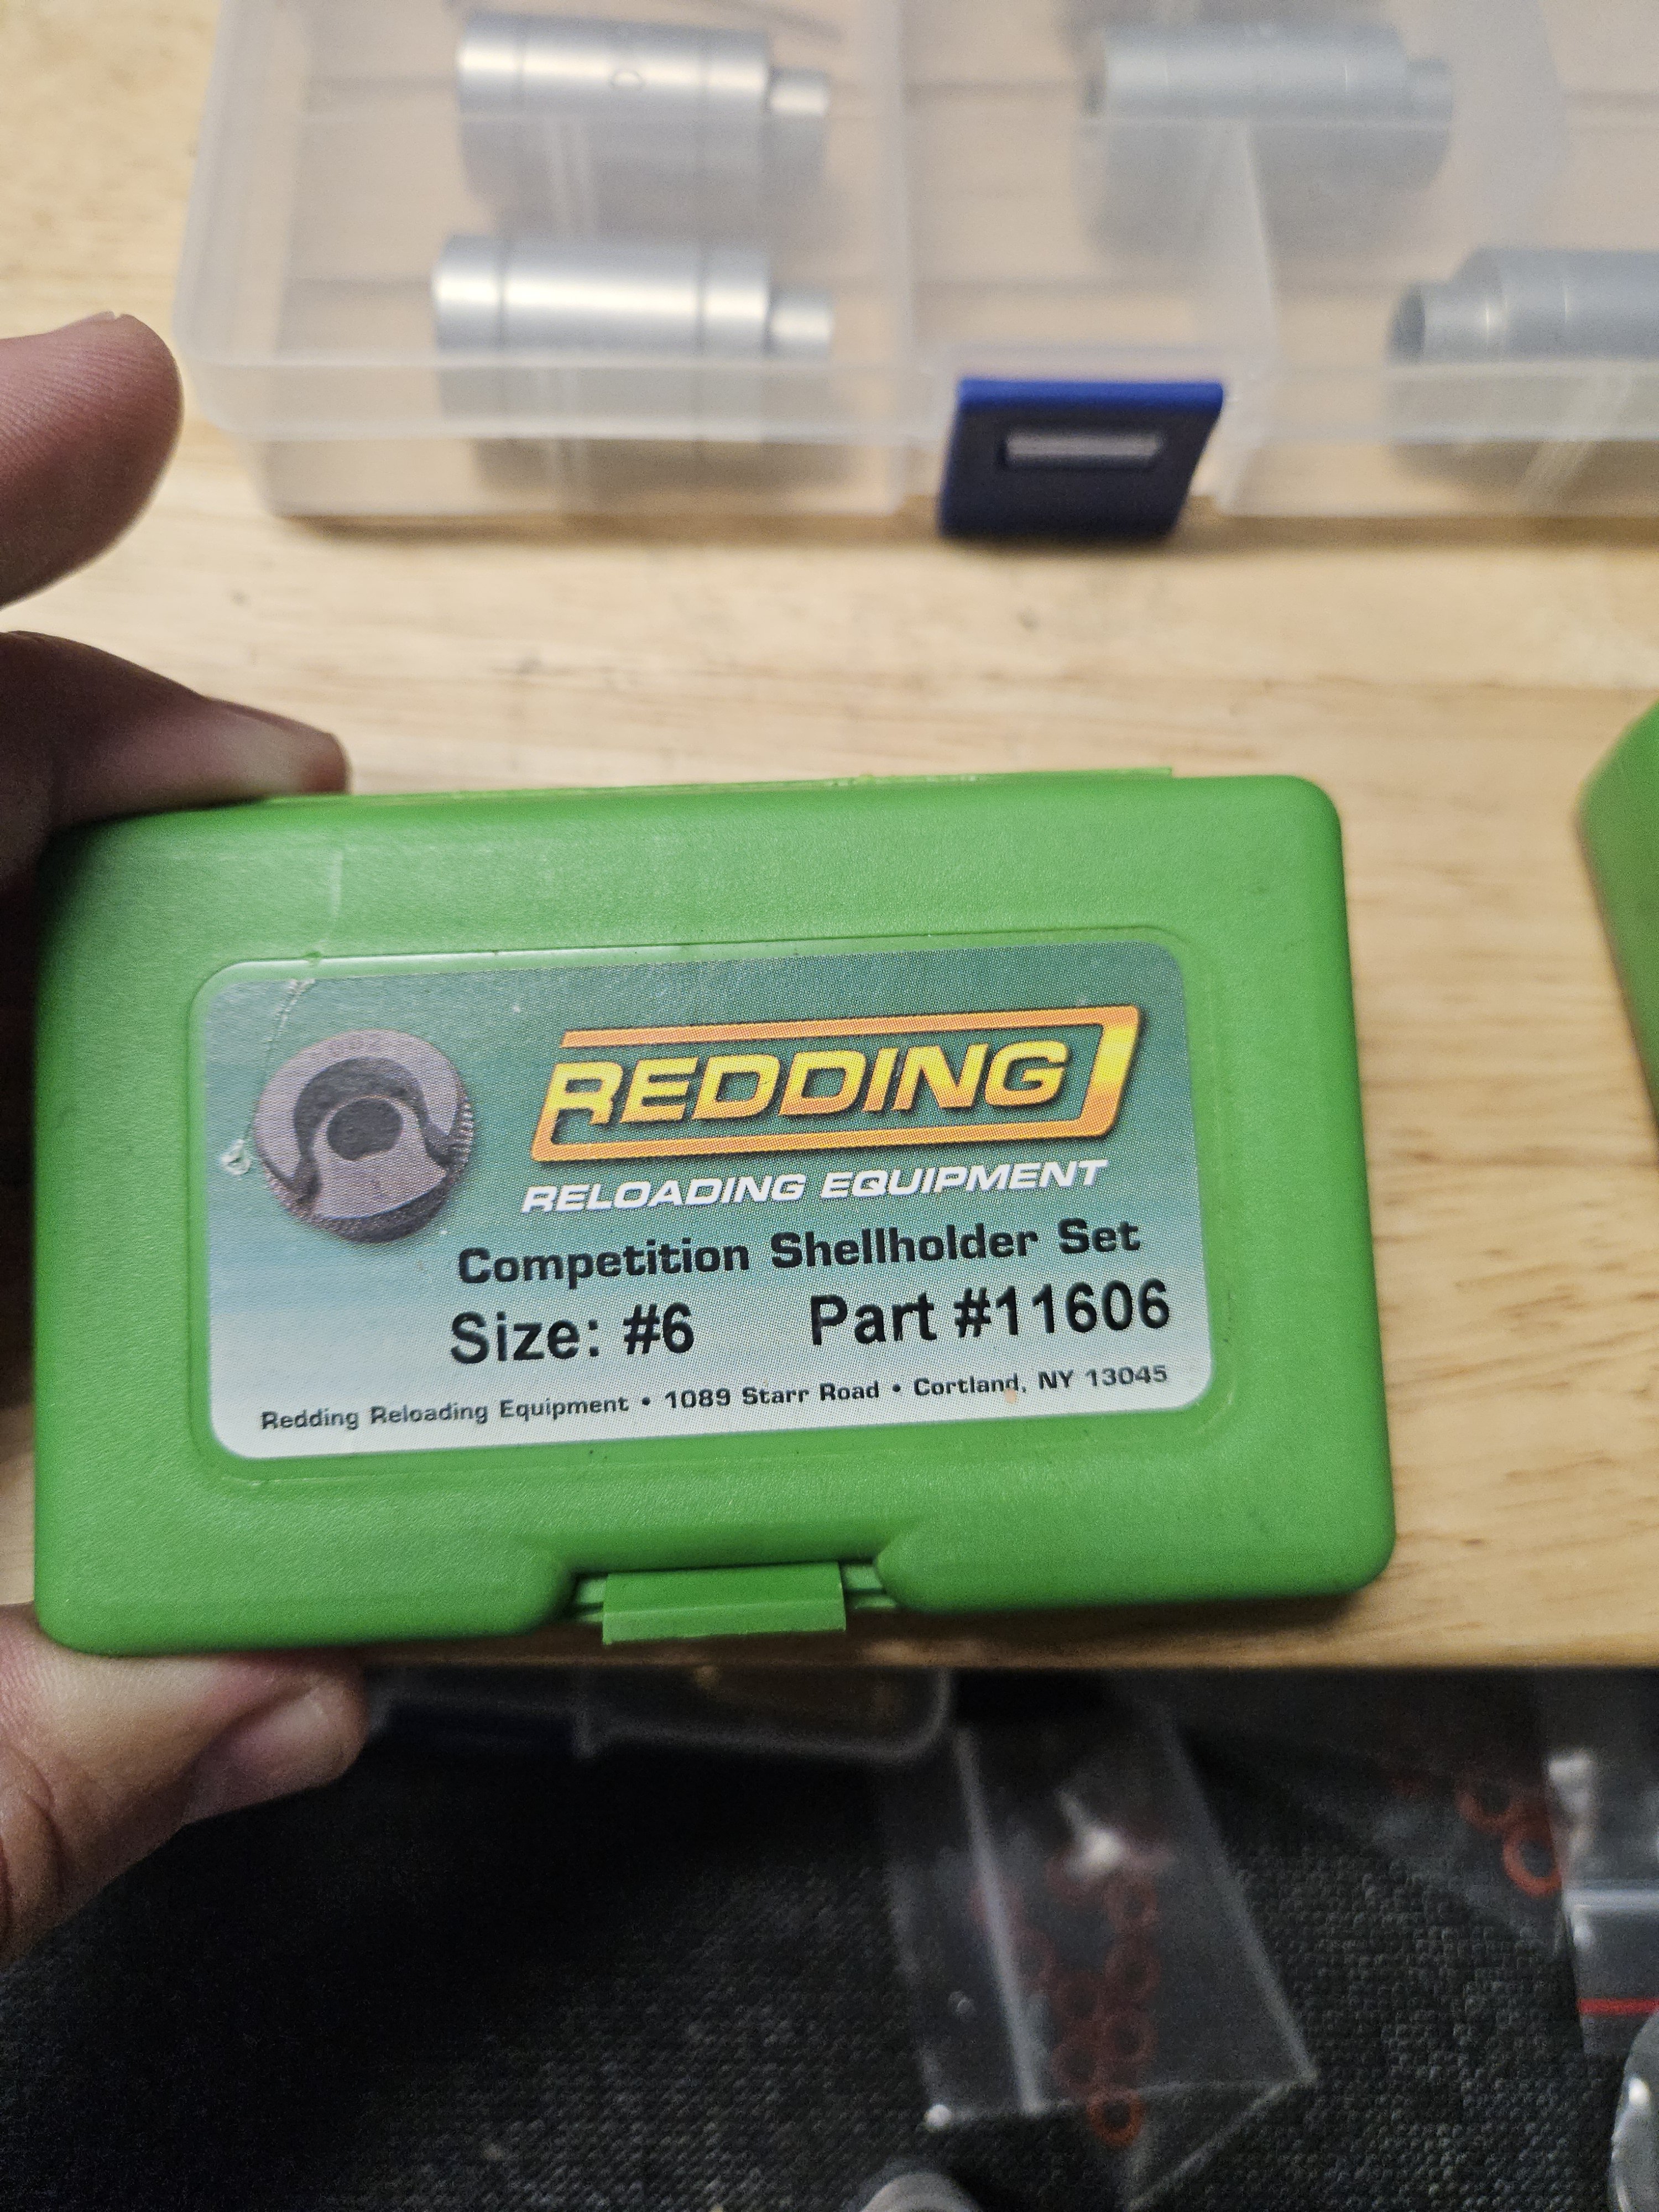 REDDING
RELOADING EQUIPMENT
Competition Shellholder Set
Size: #6 Part #11606
Redding Reloading Equipment • 1089 Starr Road • Cortland, NY 13045